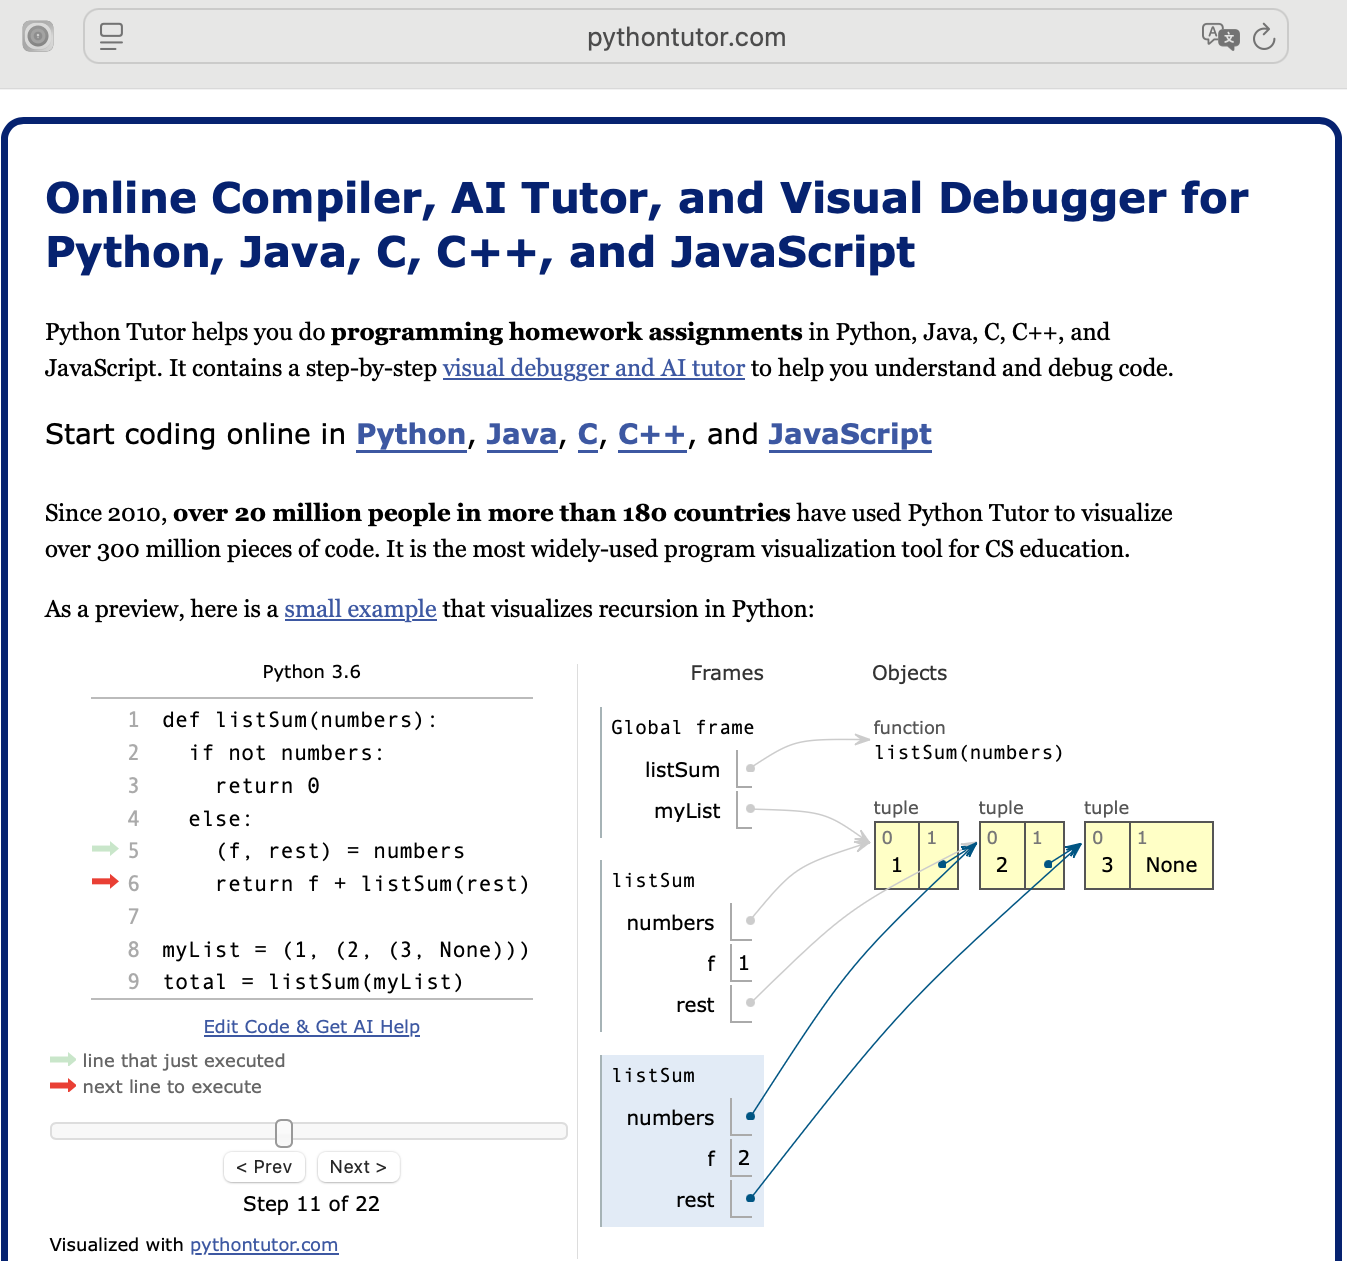 pythontutor.com
Online Compiler, AI Tutor, and Visual Debugger for
Python, Java, C, C++, and JavaScript
Python Tutor helps you do programming homework assignments in Python, Java, C, C++, and
JavaScript. It contains a step-by-step visual debugger and AI tutor to help you understand and debug code.
Start coding online in Python, Java, C, C++, and JavaScript
Since 2010, over 20 million people in more than 180 countries have used Python Tutor to visualize
over 300 million pieces of code. It is the most widely-used program visualization tool for CS education.
As a preview, here is a small example that visualizes recursion in Python:
Python 3.6
1 def listSum(numbers):
2   if not numbers:
3     return 0
4   else:
5     (f, rest) = numbers
6     return f + listSum(rest)
7
8 myList = (1, (2, (3, None)))
9 total = listSum(myList)
Edit Code & Get AI Help
line that just executed
next line to execute
< Prev Next >
Step 11 of 22
Visualized with pythontutor.com
Frames Objects
Global frame
listSum
myList
function
listSum(numbers)
tuple tuple tuple
0 1 0 1 0 1
1 2 3 None
listSum
numbers
f 1
rest
listSum
numbers
f 2
rest